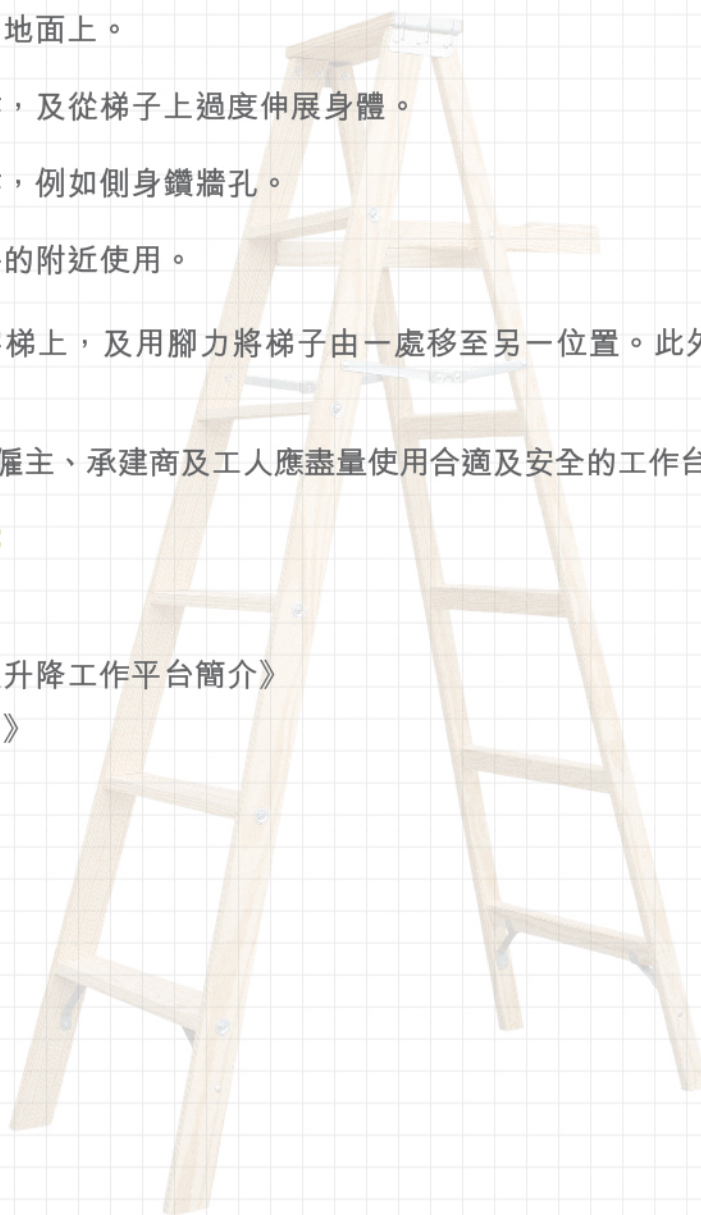 地面上。
，及從梯子上過度伸展身體。
，例如側身鑽牆孔。
的附近使用。
梯上，及用腳力將梯子由一處移至另一位置。此外
僱主、承建商及工人應盡量使用合適及安全的工作台
升降工作平台簡介》
》